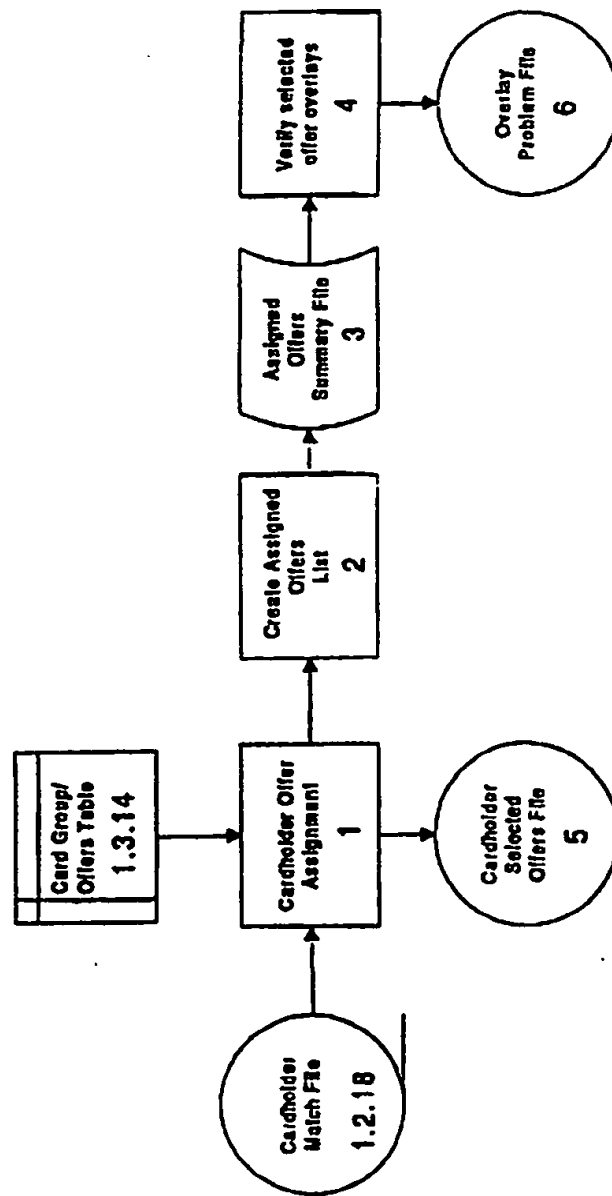 Card Group/
Offers Table
1.3.14
Cardholder
Match File
1.2.18
Cardholder Offer
Assignment
1
Create Assigned
Offers
List
2
Assigned
Offers
Summary File
3
Verify selected
offer overlays
4
Cardholder
Selected
Offers File
5
Overlay
Problem File
6